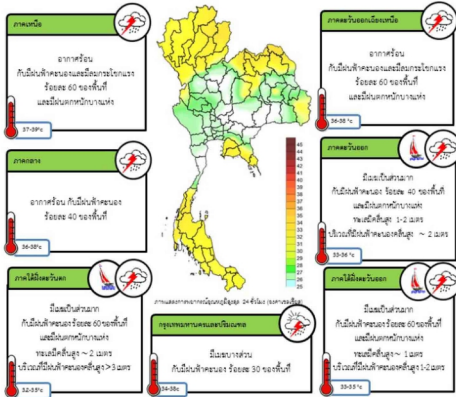 ภาคเหนือ
อากาศร้อน
กับมีฝนฟ้าคะนองและมีลมกระโชกแรง
ร้อยละ 60 ของพื้นที่
และมีฝนตกหนักบางแห่ง
37-39°c
ภาคตะวันออกเฉียงเหนือ
อากาศร้อน
กับมีฝนฟ้าคะนองและมีลมกระโชกแรง
ร้อยละ 60 ของพื้นที่
และมีฝนตกหนักบางแห่ง
36-38 °c
ภาคกลาง
อากาศร้อน กับมีฝนฟ้าคะนอง
ร้อยละ 40 ของพื้นที่
36-38°c
ภาคตะวันออก
มีเมฆเป็นส่วนมาก
กับมีฝนฟ้าคะนอง ร้อยละ 40 ของพื้นที่
และมีฝนตกหนักบางแห่ง
ทะเลมีคลื่นสูง 1-2 เมตร
บริเวณที่มีฝนฟ้าคะนองคลื่นสูง ~ 2 เมตร
33-36 °c
ภาคใต้ฝั่งตะวันตก
มีเมฆเป็นส่วนมาก
กับมีฝนฟ้าคะนอง ร้อยละ 60 ของพื้นที่
และมีฝนตกหนักบางแห่ง
ทะเลมีคลื่นสูง ~ 2 เมตร
บริเวณที่มีฝนฟ้าคะนองคลื่นสูง >3 เมตร
32-35°c
กรุงเทพมหานครและปริมณฑล
มีเมฆบางส่วน
กับมีฝนฟ้าคะนอง ร้อยละ 30 ของพื้นที่
34-38c
ภาคใต้ฝั่งตะวันออก
มีเมฆเป็นส่วนมาก
กับมีฝนฟ้าคะนอง ร้อยละ 60 ของพื้นที่
และมีฝนตกหนักบางแห่ง
ทะเลมีคลื่นสูง~ 1 เมตร
บริเวณที่มีฝนฟ้าคะนองคลื่นสูง 1-2 เมตร
33-35 °c